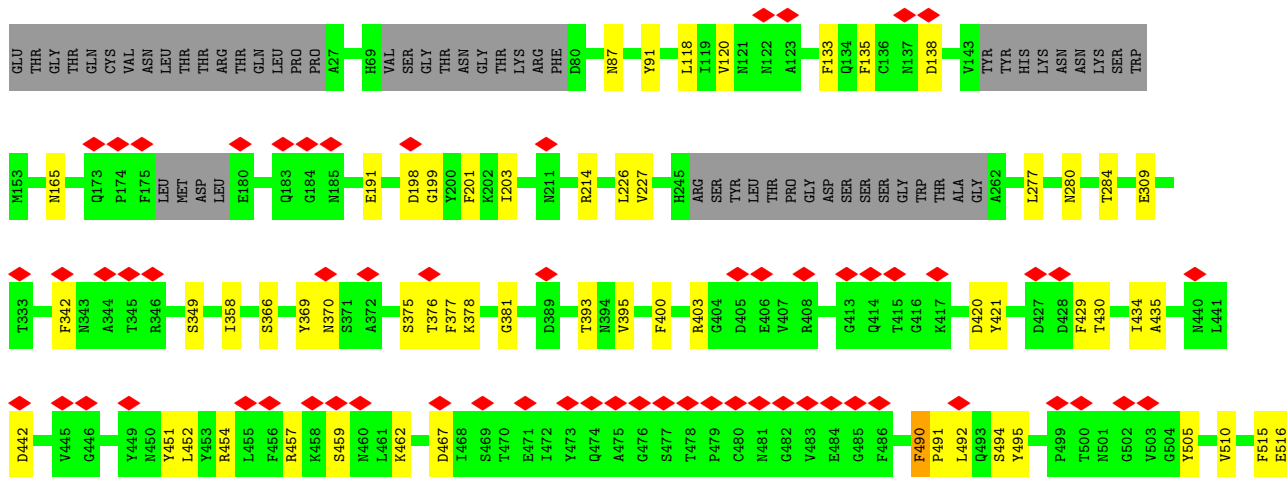 GLU THR GLY THR GLN CYS VAL ASN LEU THR THR ARG THR GLN LEU PRO PRO A27 H69 VAL SER GLY THR ASN GLY THR LYS ARG PHE D80 N87 Y91 L118 I119 V120 N121 N122 A123 F133 Q134 F135 C136 N137 D138 V143 TYR TYR HIS LYS ASN ASN LYS SER TRP
M153 N165 Q173 P174 F175 LEU MET ASP LEU E180 Q183 G184 N185 E191 D198 G199 Y200 F201 K202 I203 N211 R214 L226 V227 H245 ARG SER TYR LEU THR PRO GLY ASP SER SER SER GLY TRP THR ALA GLY A262 L277 N280 T284 E309
T333 F342 N343 A344 T345 R346 S349 I358 S366 Y369 N370 S371 A372 S375 T376 F377 K378 G381 D389 T393 N394 V395 F400 R403 G404 D405 E406 V407 R408 G413 Q414 T415 G416 K417 D420 Y421 D427 D428 F429 T430 I434 A435 N440 L441
D442 V445 G446 Y449 N450 Y451 L452 Y453 R454 L455 F456 R457 K458 S459 N460 L461 K462 D467 I468 S469 T470 E471 I472 Y473 Q474 A475 G476 S477 T478 P479 C480 N481 G482 V483 E484 G485 F486 F490 P491 L492 Q493 S494 Y495 P499 T500 N501 G502 V503 G504 Y505 V510 F515 E516